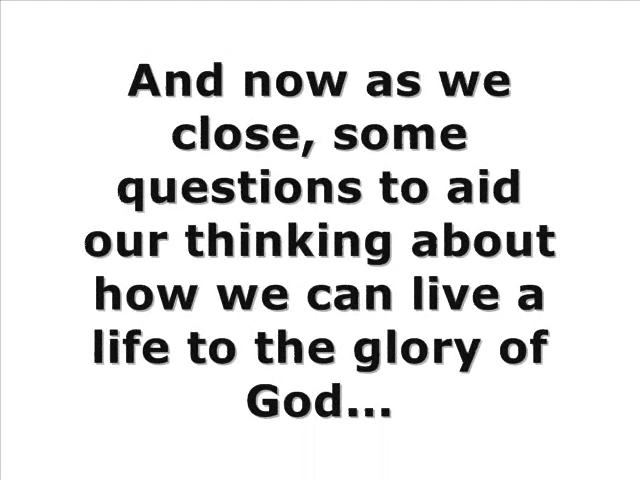 And now as we
close, some
questions to aid
our thinking about
how we can live a
life to the glory of
God...